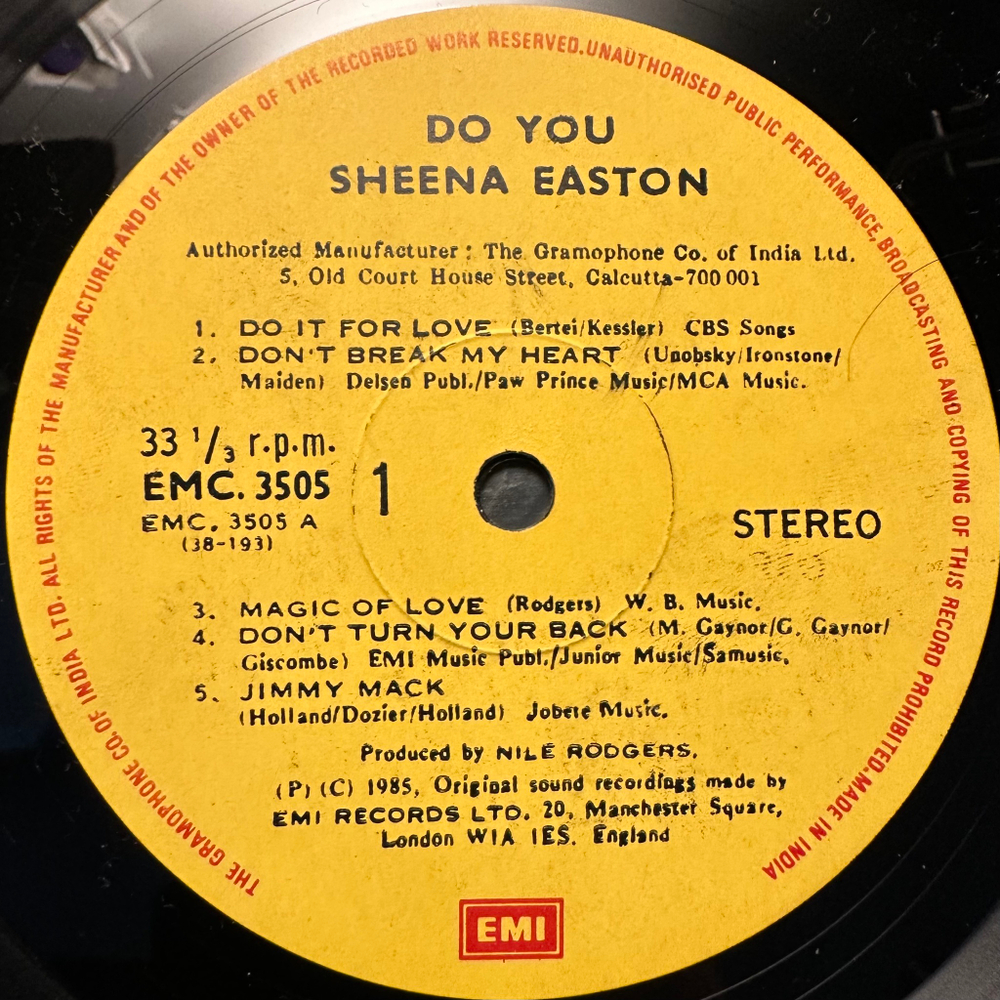 THE GRAMOPHONE CO. OF INDIA LTD. ALL RIGHTS OF THE MANUFACTURER AND OF THE OWNER OF THE RECORDED WORK RESERVED. UNAUTHORISED PUBLIC PERFORMANCE, BROADCASTING AND COPYING OF THIS RECORD PROHIBITED. MADE IN INDIA
DO YOU
SHEENA EASTON
Authorized Manufacturer : The Gramophone Co. of India Ltd.
5, Old Court House Street, Calcutta-700 001
1. DO IT FOR LOVE (Bertei/Kessler) CBS Songs
2. DON'T BREAK MY HEART (Unobsky/Ironstone/
Maiden) Delsen Publ./Paw Prince Music/MCA Music.
33 1/3 r.p.m.
EMC. 3505
EMC. 3505 A
(38-193)
1
STEREO
3. MAGIC OF LOVE (Rodgers) W. B. Music.
4. DON'T TURN YOUR BACK (M. Gaynor/G. Gaynor/
Giscombe) EMI Music Publ./Junior Music/Samusic.
5. JIMMY MACK
(Holland/Dozier/Holland) Jobete Music.
Produced by NILE RODGERS.
(P) (C) 1985, Original sound recordings made by
EMI RECORDS LTD. 20, Manchester Square,
London W1A 1ES. England
EMI